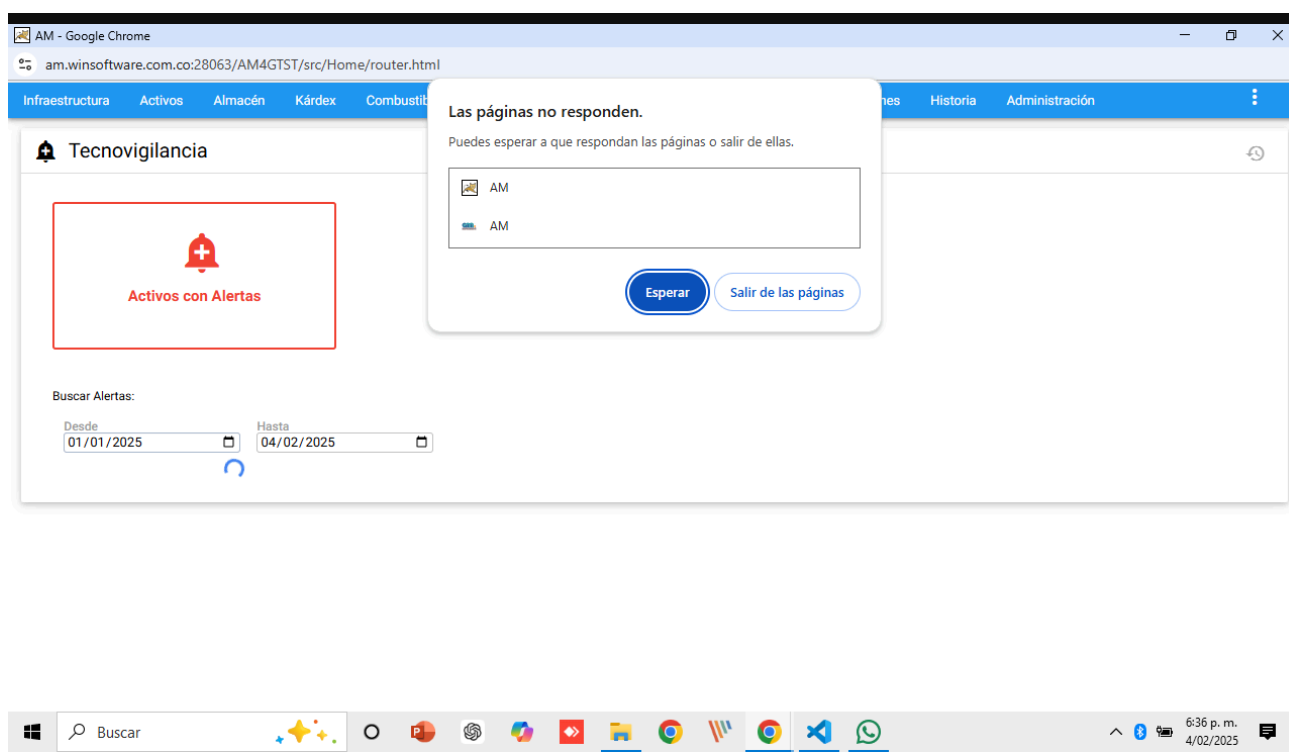 AM - Google Chrome
am.winsoftware.com.co:28063/AM4GTST/src/Home/router.html
Infraestructura Activos Almacén Kárdex Historia Administración
Las páginas no responden.
Puedes esperar a que respondan las páginas o salir de ellas.
AM
AM
Esperar Salir de las páginas
Tecnovigilancia
Activos con Alertas
Buscar Alertas:
Desde Hasta
01/01/2025 04/02/2025
Buscar
6:36 p. m.
4/02/2025